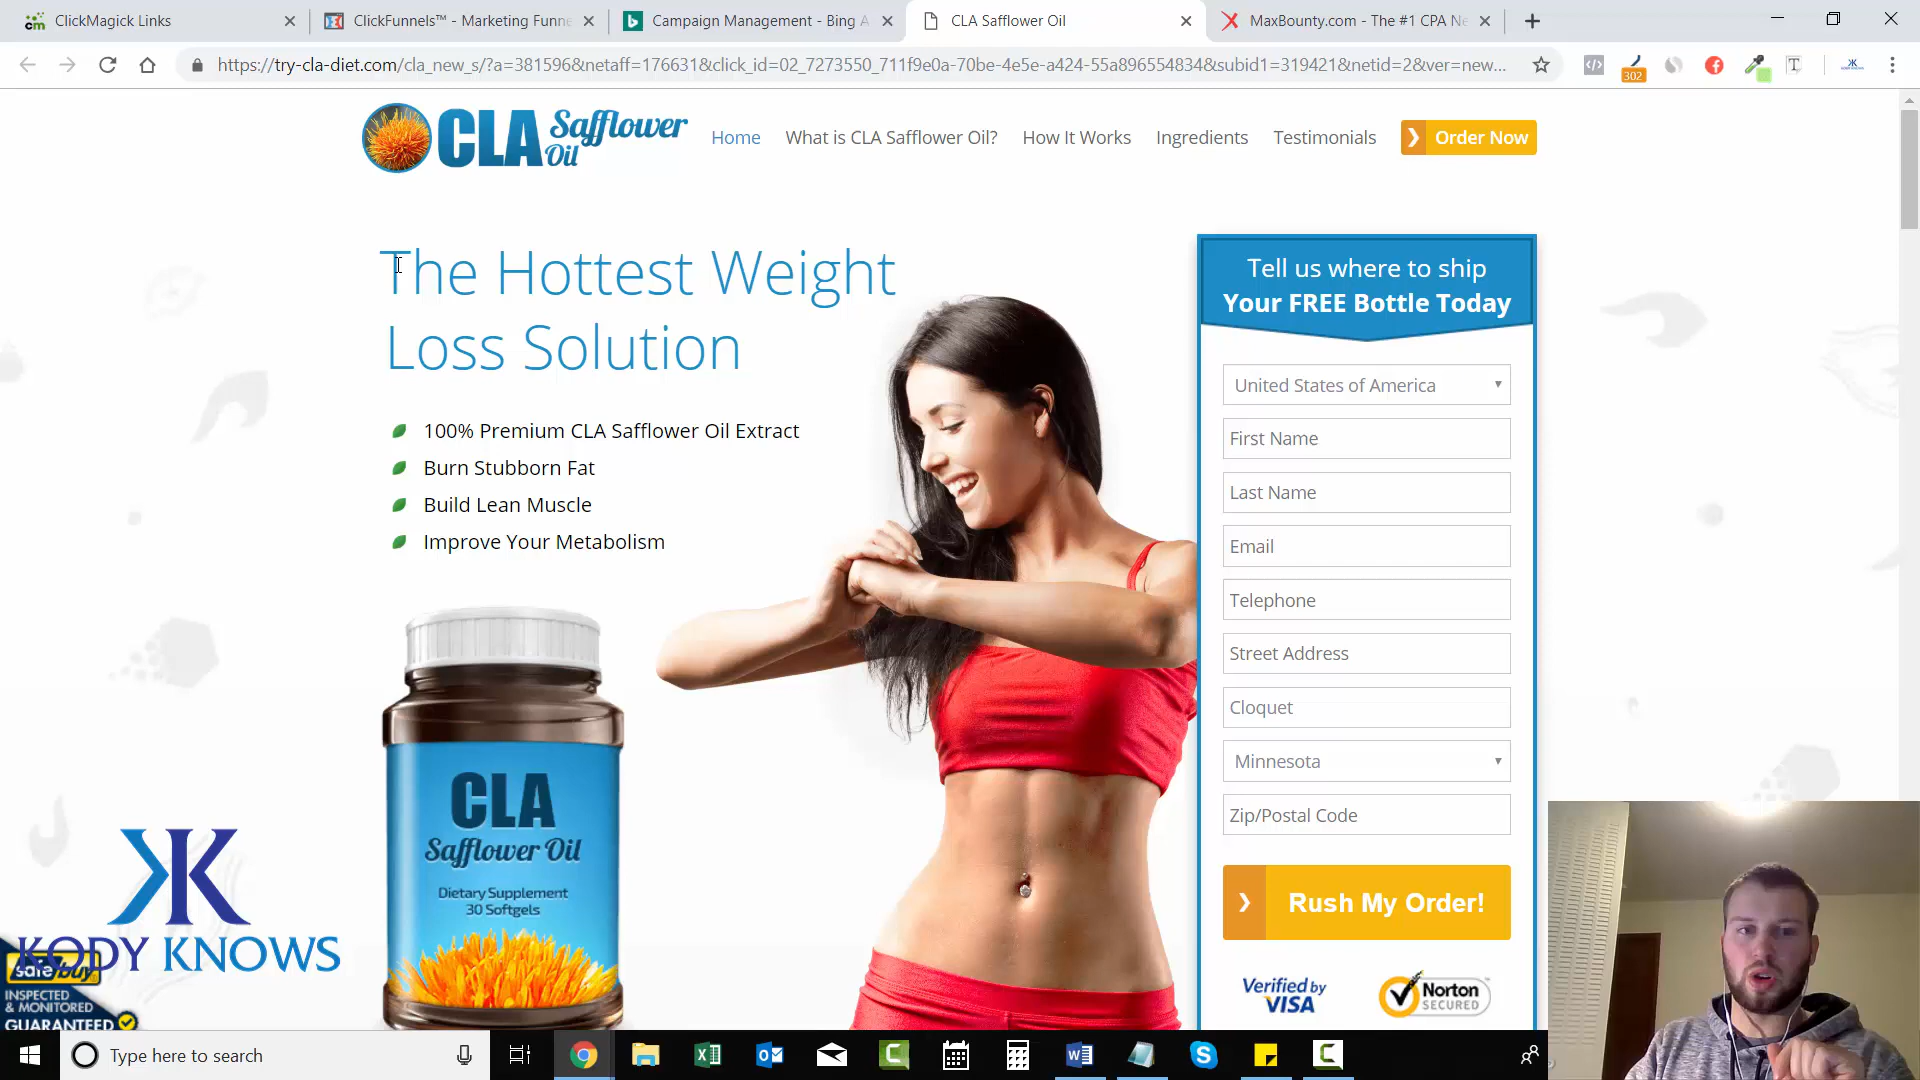 ClickMagick Links
ClickFunnels™ - Marketing Funne
Campaign Management - Bing A
CLA Safflower Oil
MaxBounty.com - The #1 CPA Ne
https://try-cla-diet.com/cla_new_s/?a=381596&netaff=176631&click_id=02_7273550_711f9e0a-70be-4e5e-a424-55a896554834&subid1=319421&netid=2&ver=new...
302
CLA Safflower Oil
Home
What is CLA Safflower Oil?
How It Works
Ingredients
Testimonials
Order Now
The Hottest Weight
Loss Solution
100% Premium CLA Safflower Oil Extract
Burn Stubborn Fat
Build Lean Muscle
Improve Your Metabolism
CLA
Safflower Oil
Dietary Supplement
30 Softgels
Tell us where to ship
Your FREE Bottle Today
United States of America
First Name
Last Name
Email
Telephone
Street Address
Cloquet
Minnesota
Zip/Postal Code
Rush My Order!
Verified by
VISA
Norton
SECURED
KK
KODY KNOWS
safebuy
INSPECTED
& MONITORED
GUARANTEED
Type here to search